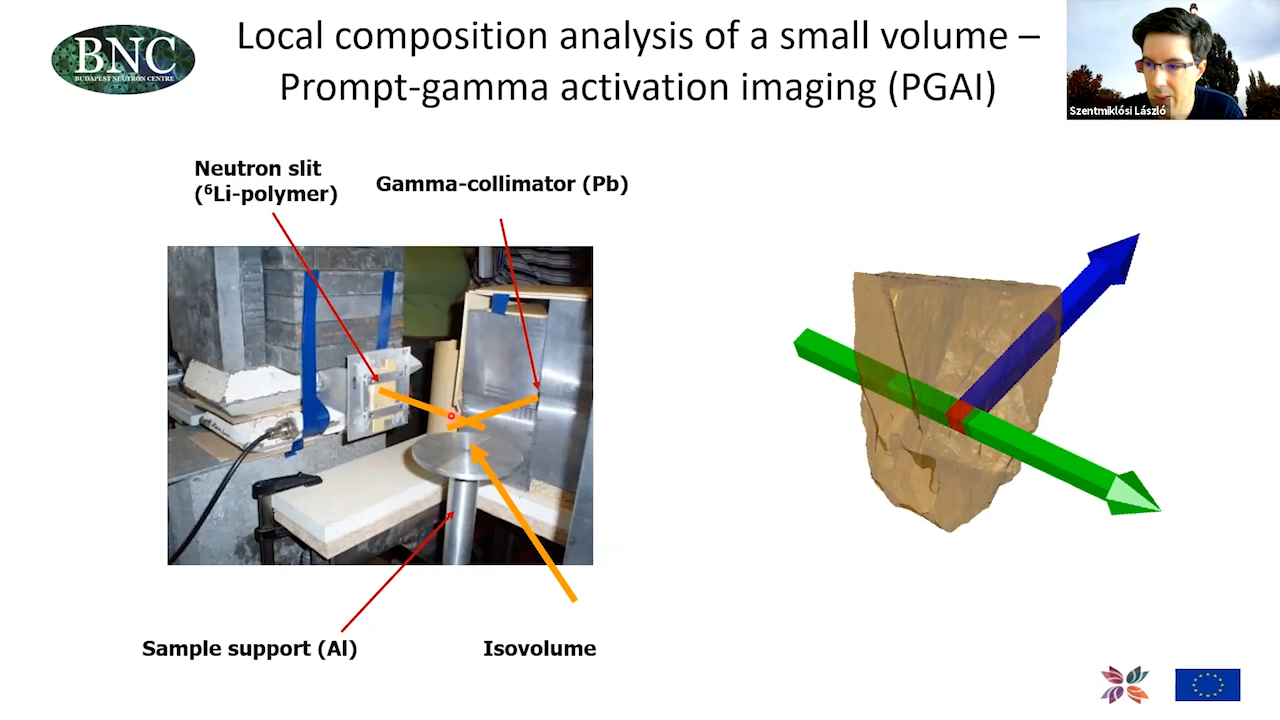 BNC
BUDAPEST NEUTRON CENTRE
Local composition analysis of a small volume –
Prompt-gamma activation imaging (PGAI)
Szentmiklósi László
Neutron slit
(⁶Li-polymer)
Gamma-collimator (Pb)
Sample support (Al)
Isovolume